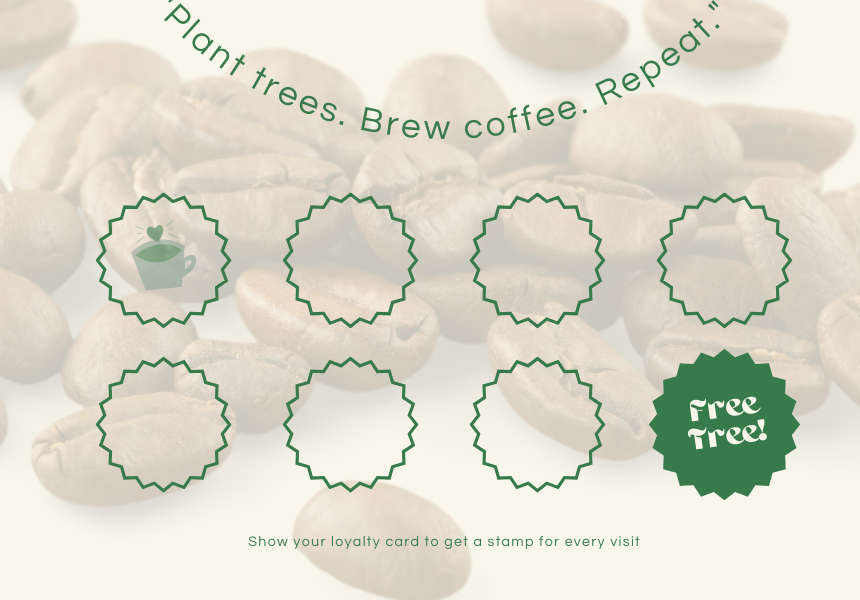 "Plant trees. Brew coffee. Repeat."
Free
Tree!
Show your loyalty card to get a stamp for every visit